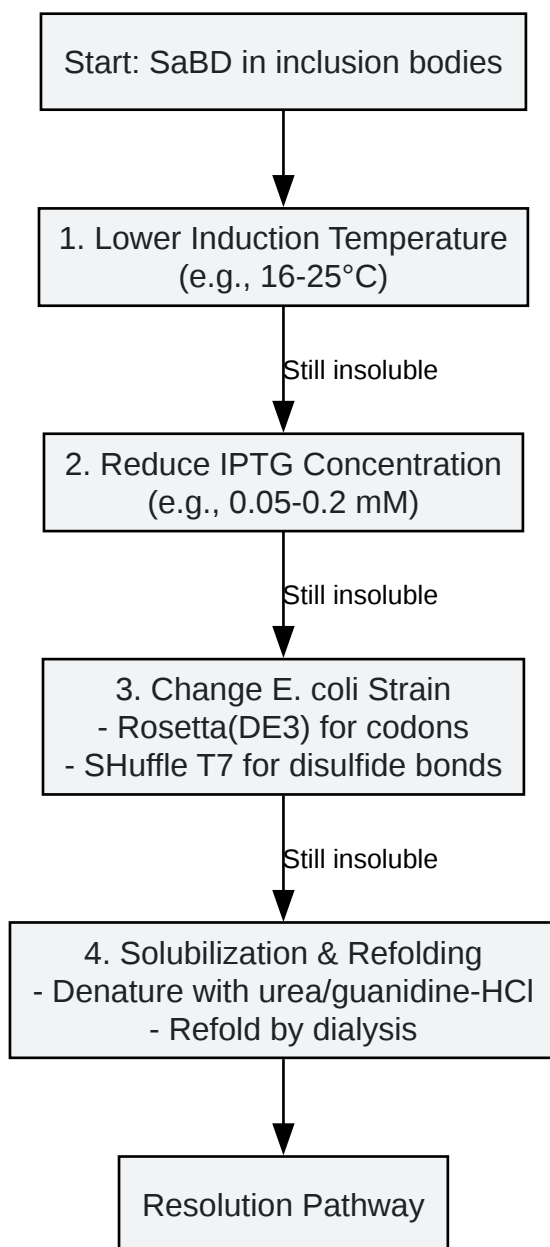 Start: SaBD in inclusion bodies
1. Lower Induction Temperature
(e.g., 16-25°C)
Still insoluble
2. Reduce IPTG Concentration
(e.g., 0.05-0.2 mM)
Still insoluble
3. Change E. coli Strain
- Rosetta(DE3) for codons
- SHuffle T7 for disulfide bonds
Still insoluble
4. Solubilization & Refolding
- Denature with urea/guanidine-HCl
- Refold by dialysis
Resolution Pathway